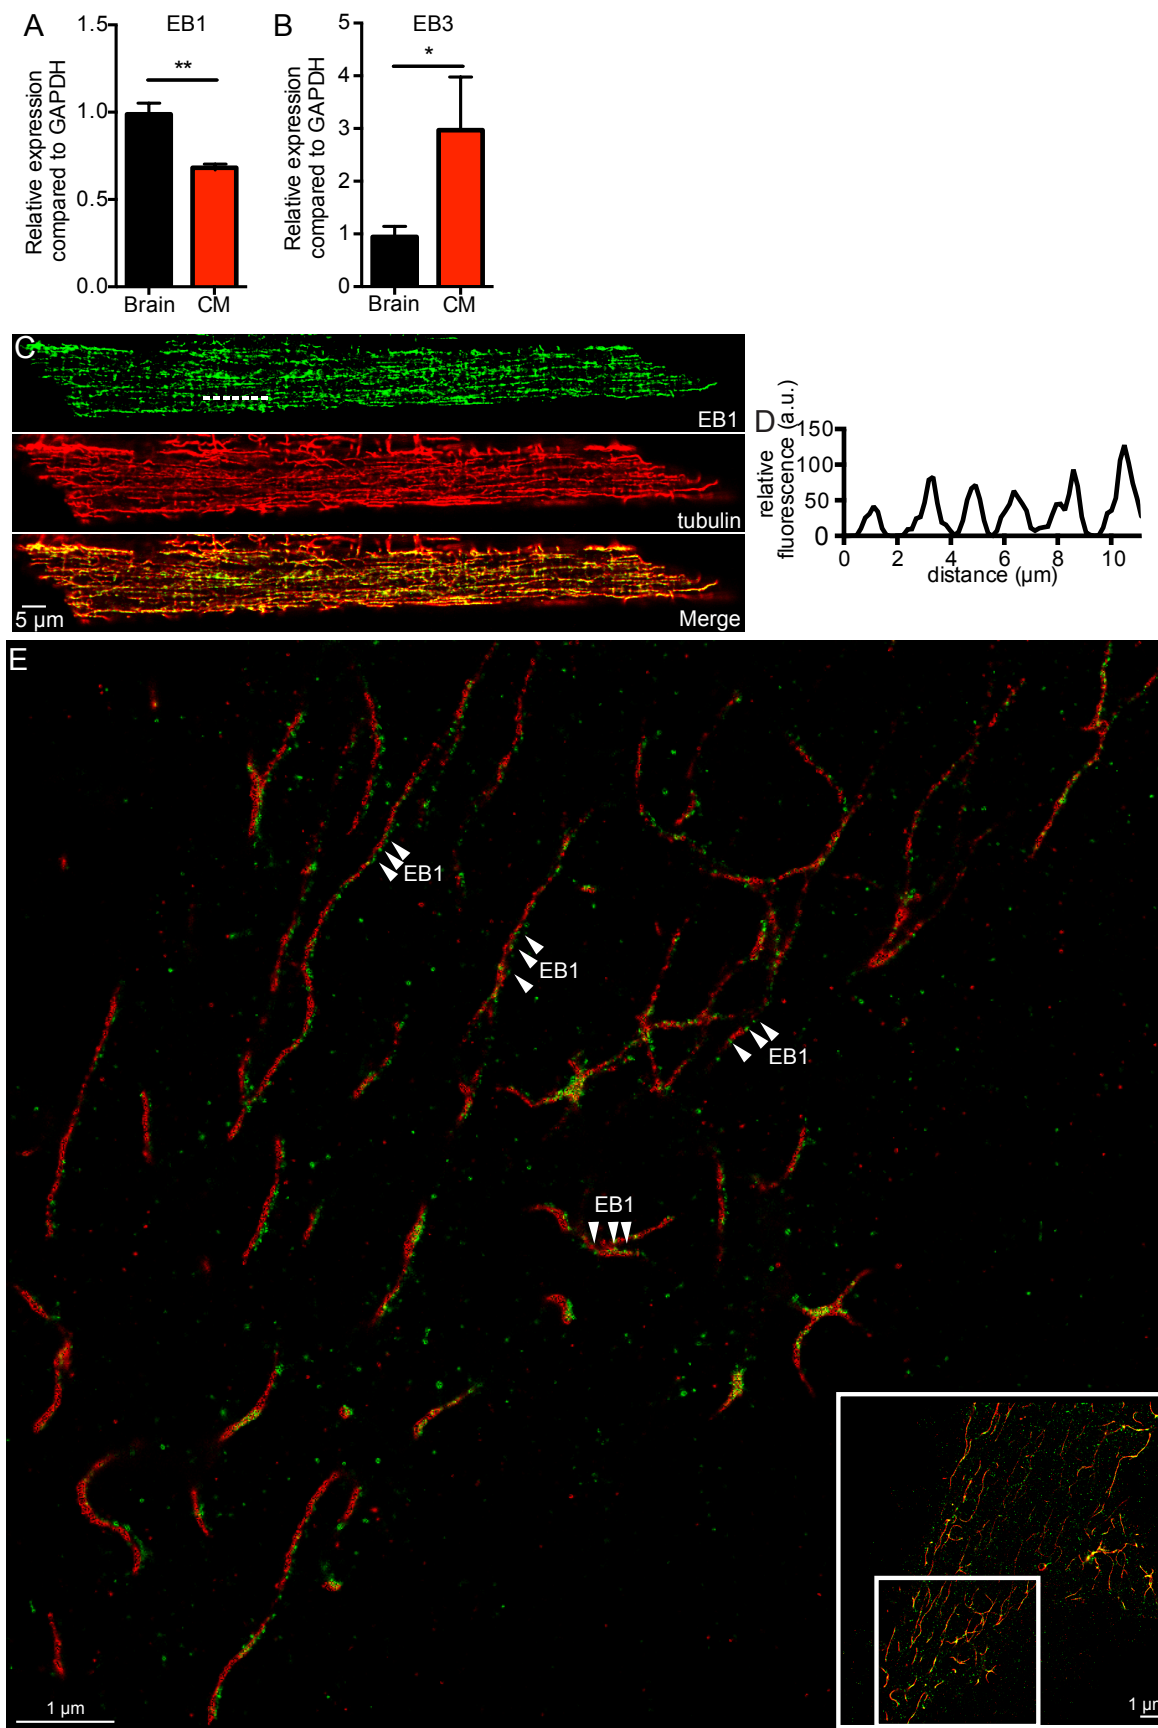 A
EB1
Relative expression
compared to GAPDH
1.5
1.0
0.5
0.0
**
Brain
CM
B
EB3
Relative expression
compared to GAPDH
5
4
3
2
1
0
*
Brain
CM
C
EB1
tubulin
5 µm
Merge
D
relative
fluorescence (a.u.)
150
100
50
0
0 2 4 6 8 10
distance (µm)
E
EB1
EB1
EB1
EB1
1 µm
1 µm